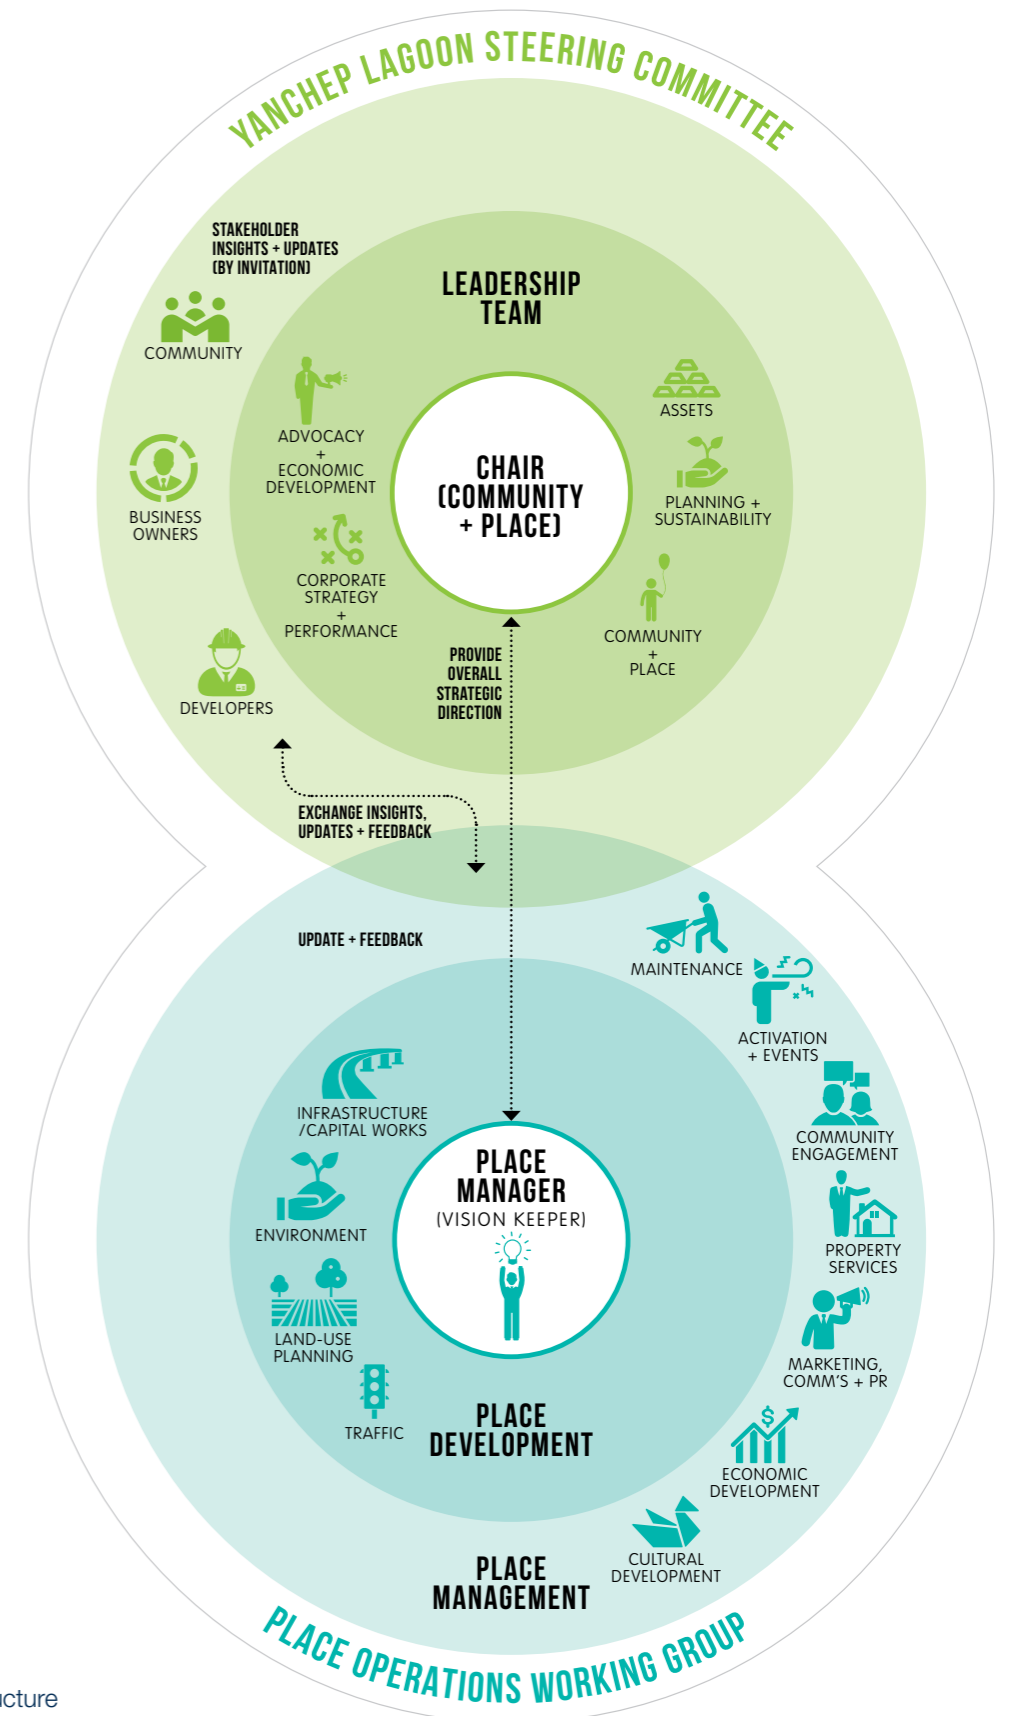 YANCHEP LAGOON STEERING COMMITTEE
STAKEHOLDER
INSIGHTS + UPDATES
(BY INVITATION)
COMMUNITY
BUSINESS
OWNERS
DEVELOPERS
LEADERSHIP
TEAM
ADVOCACY
+
ECONOMIC
DEVELOPMENT
CORPORATE
STRATEGY
+
PERFORMANCE
CHAIR
(COMMUNITY
+ PLACE)
ASSETS
PLANNING +
SUSTAINABILITY
COMMUNITY
+
PLACE
PROVIDE
OVERALL
STRATEGIC
DIRECTION
EXCHANGE INSIGHTS,
UPDATES + FEEDBACK
UPDATE + FEEDBACK
MAINTENANCE
ACTIVATION
+ EVENTS
COMMUNITY
ENGAGEMENT
PROPERTY
SERVICES
MARKETING,
COMM'S + PR
ECONOMIC
DEVELOPMENT
CULTURAL
DEVELOPMENT
INFRASTRUCTURE
/CAPITAL WORKS
ENVIRONMENT
LAND-USE
PLANNING
TRAFFIC
PLACE
MANAGER
(VISION KEEPER)
$
PLACE
DEVELOPMENT
PLACE
MANAGEMENT
PLACE OPERATIONS WORKING GROUP
ucture